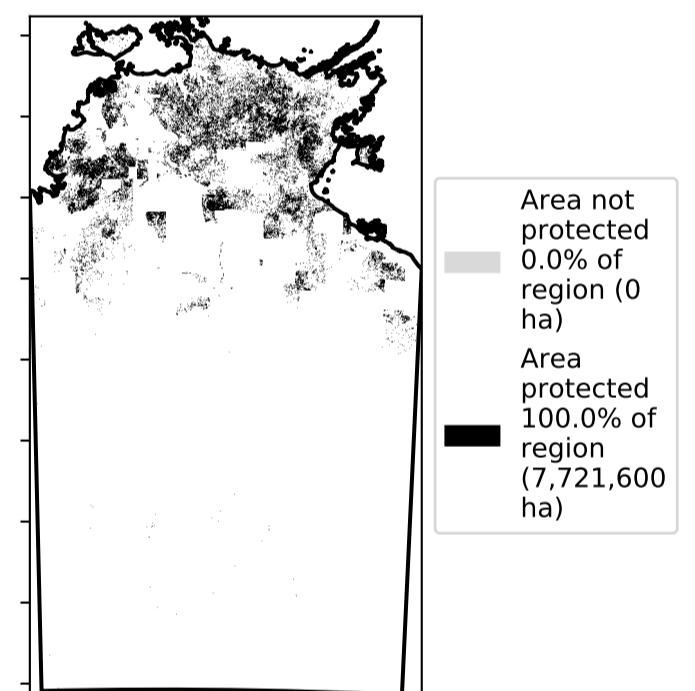 Area not
protected
0.0% of
region (0
ha)
Area
protected
100.0% of
region
(7,721,600
ha)